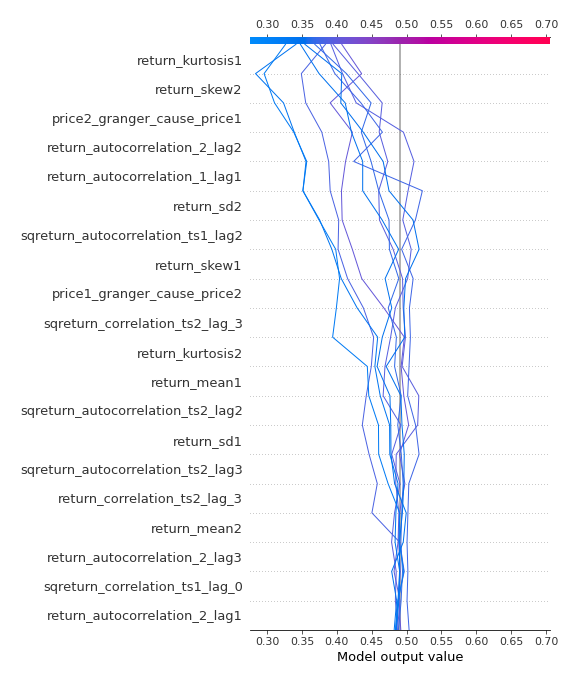 0.30 0.35 0.40 0.45 0.50 0.55 0.60 0.65 0.70
return_kurtosis1
return_skew2
price2_granger_cause_price1
return_autocorrelation_2_lag2
return_autocorrelation_1_lag1
return_sd2
sqreturn_autocorrelation_ts1_lag2
return_skew1
price1_granger_cause_price2
sqreturn_correlation_ts2_lag_3
return_kurtosis2
return_mean1
sqreturn_autocorrelation_ts2_lag2
return_sd1
sqreturn_autocorrelation_ts2_lag3
return_correlation_ts2_lag_3
return_mean2
return_autocorrelation_2_lag3
sqreturn_correlation_ts1_lag_0
return_autocorrelation_2_lag1
0.30 0.35 0.40 0.45 0.50 0.55 0.60 0.65 0.70
Model output value